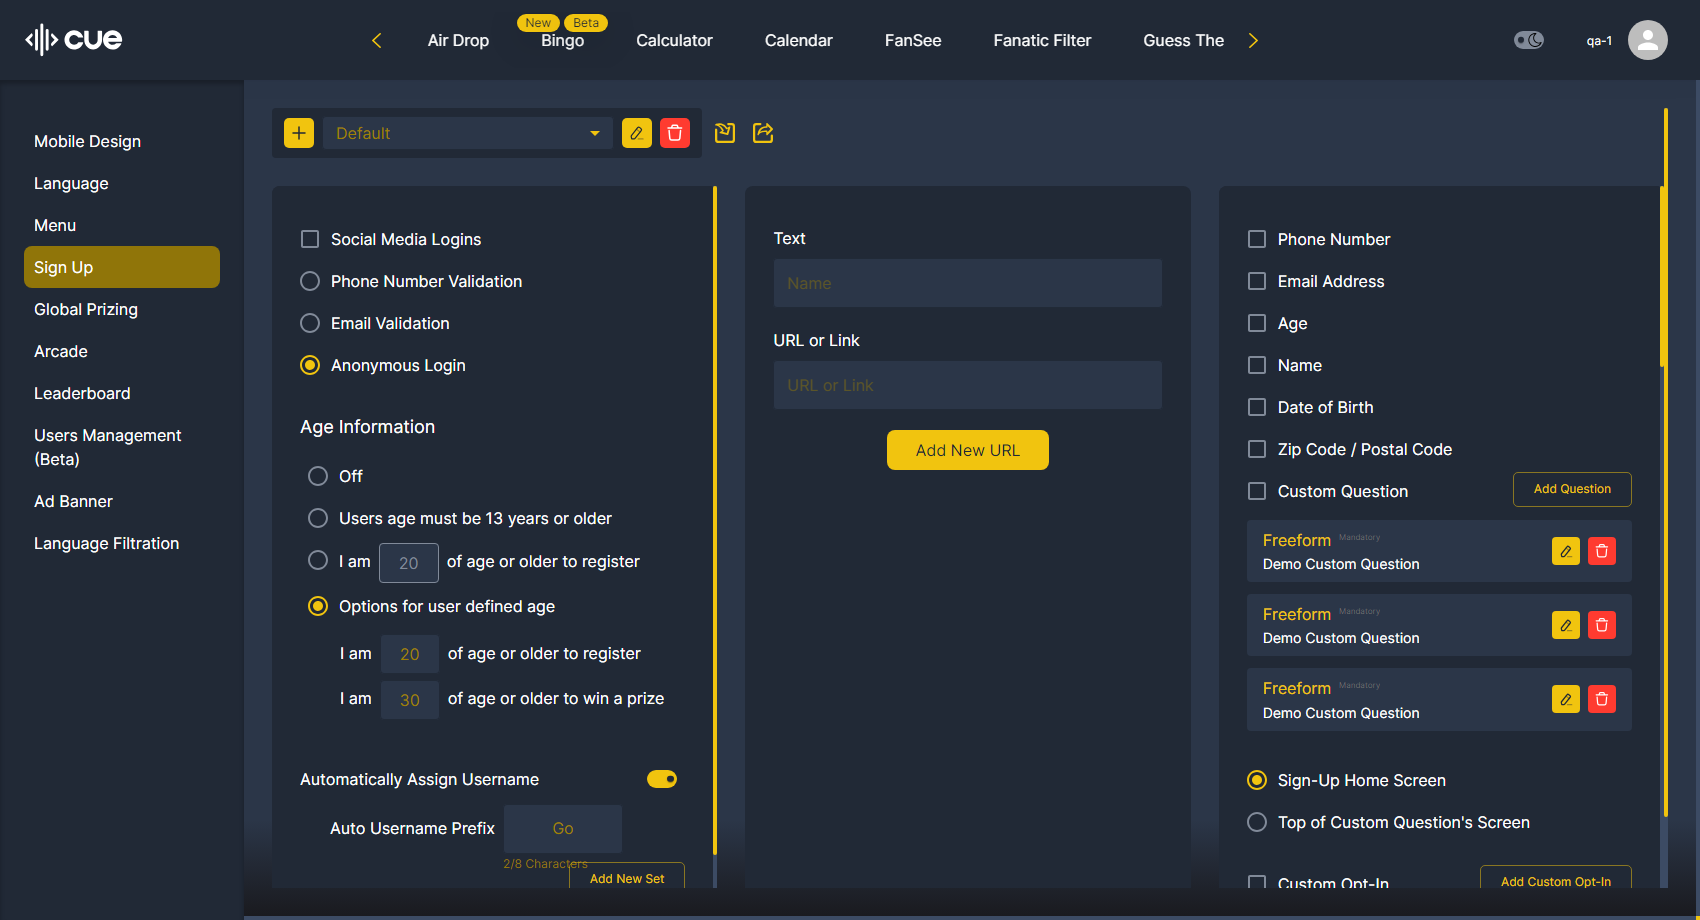 cue
Air Drop
New
Beta
Bingo
Calculator
Calendar
FanSee
Fanatic Filter
Guess The
qa-1
Mobile Design
Language
Menu
Sign Up
Global Prizing
Arcade
Leaderboard
Users Management
(Beta)
Ad Banner
Language Filtration
Default
Social Media Logins
Phone Number Validation
Email Validation
Anonymous Login
Age Information
Off
Users age must be 13 years or older
I am 20 of age or older to register
Options for user defined age
I am 20 of age or older to register
I am 30 of age or older to win a prize
Automatically Assign Username
Auto Username Prefix Go
2/8 Characters
Add New Set
Text
Name
URL or Link
URL or Link
Add New URL
Phone Number
Email Address
Age
Name
Date of Birth
Zip Code / Postal Code
Custom Question
Add Question
Freeform Mandatory
Demo Custom Question
Freeform Mandatory
Demo Custom Question
Freeform Mandatory
Demo Custom Question
Sign-Up Home Screen
Top of Custom Question's Screen
Custom Opt-In
Add Custom Opt-In